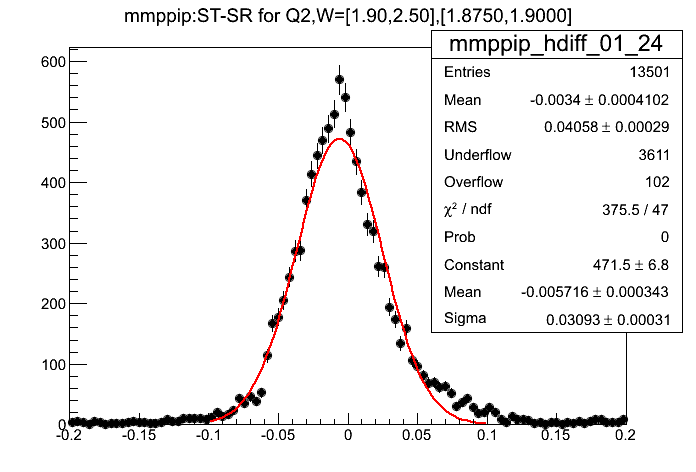 mmppip:ST-SR for Q2,W=[1.90,2.50],[1.8750,1.9000]
mmppip_hdiff_01_24
Entries 13501
Mean -0.0034 ± 0.0004102
RMS 0.04058 ± 0.00029
Underflow 3611
Overflow 102
χ² / ndf 375.5 / 47
Prob 0
Constant 471.5 ± 6.8
Mean -0.005716 ± 0.000343
Sigma 0.03093 ± 0.00031
600
500
400
300
200
100
0
-0.2 -0.15 -0.1 -0.05 0 0.05 0.1 0.15 0.2